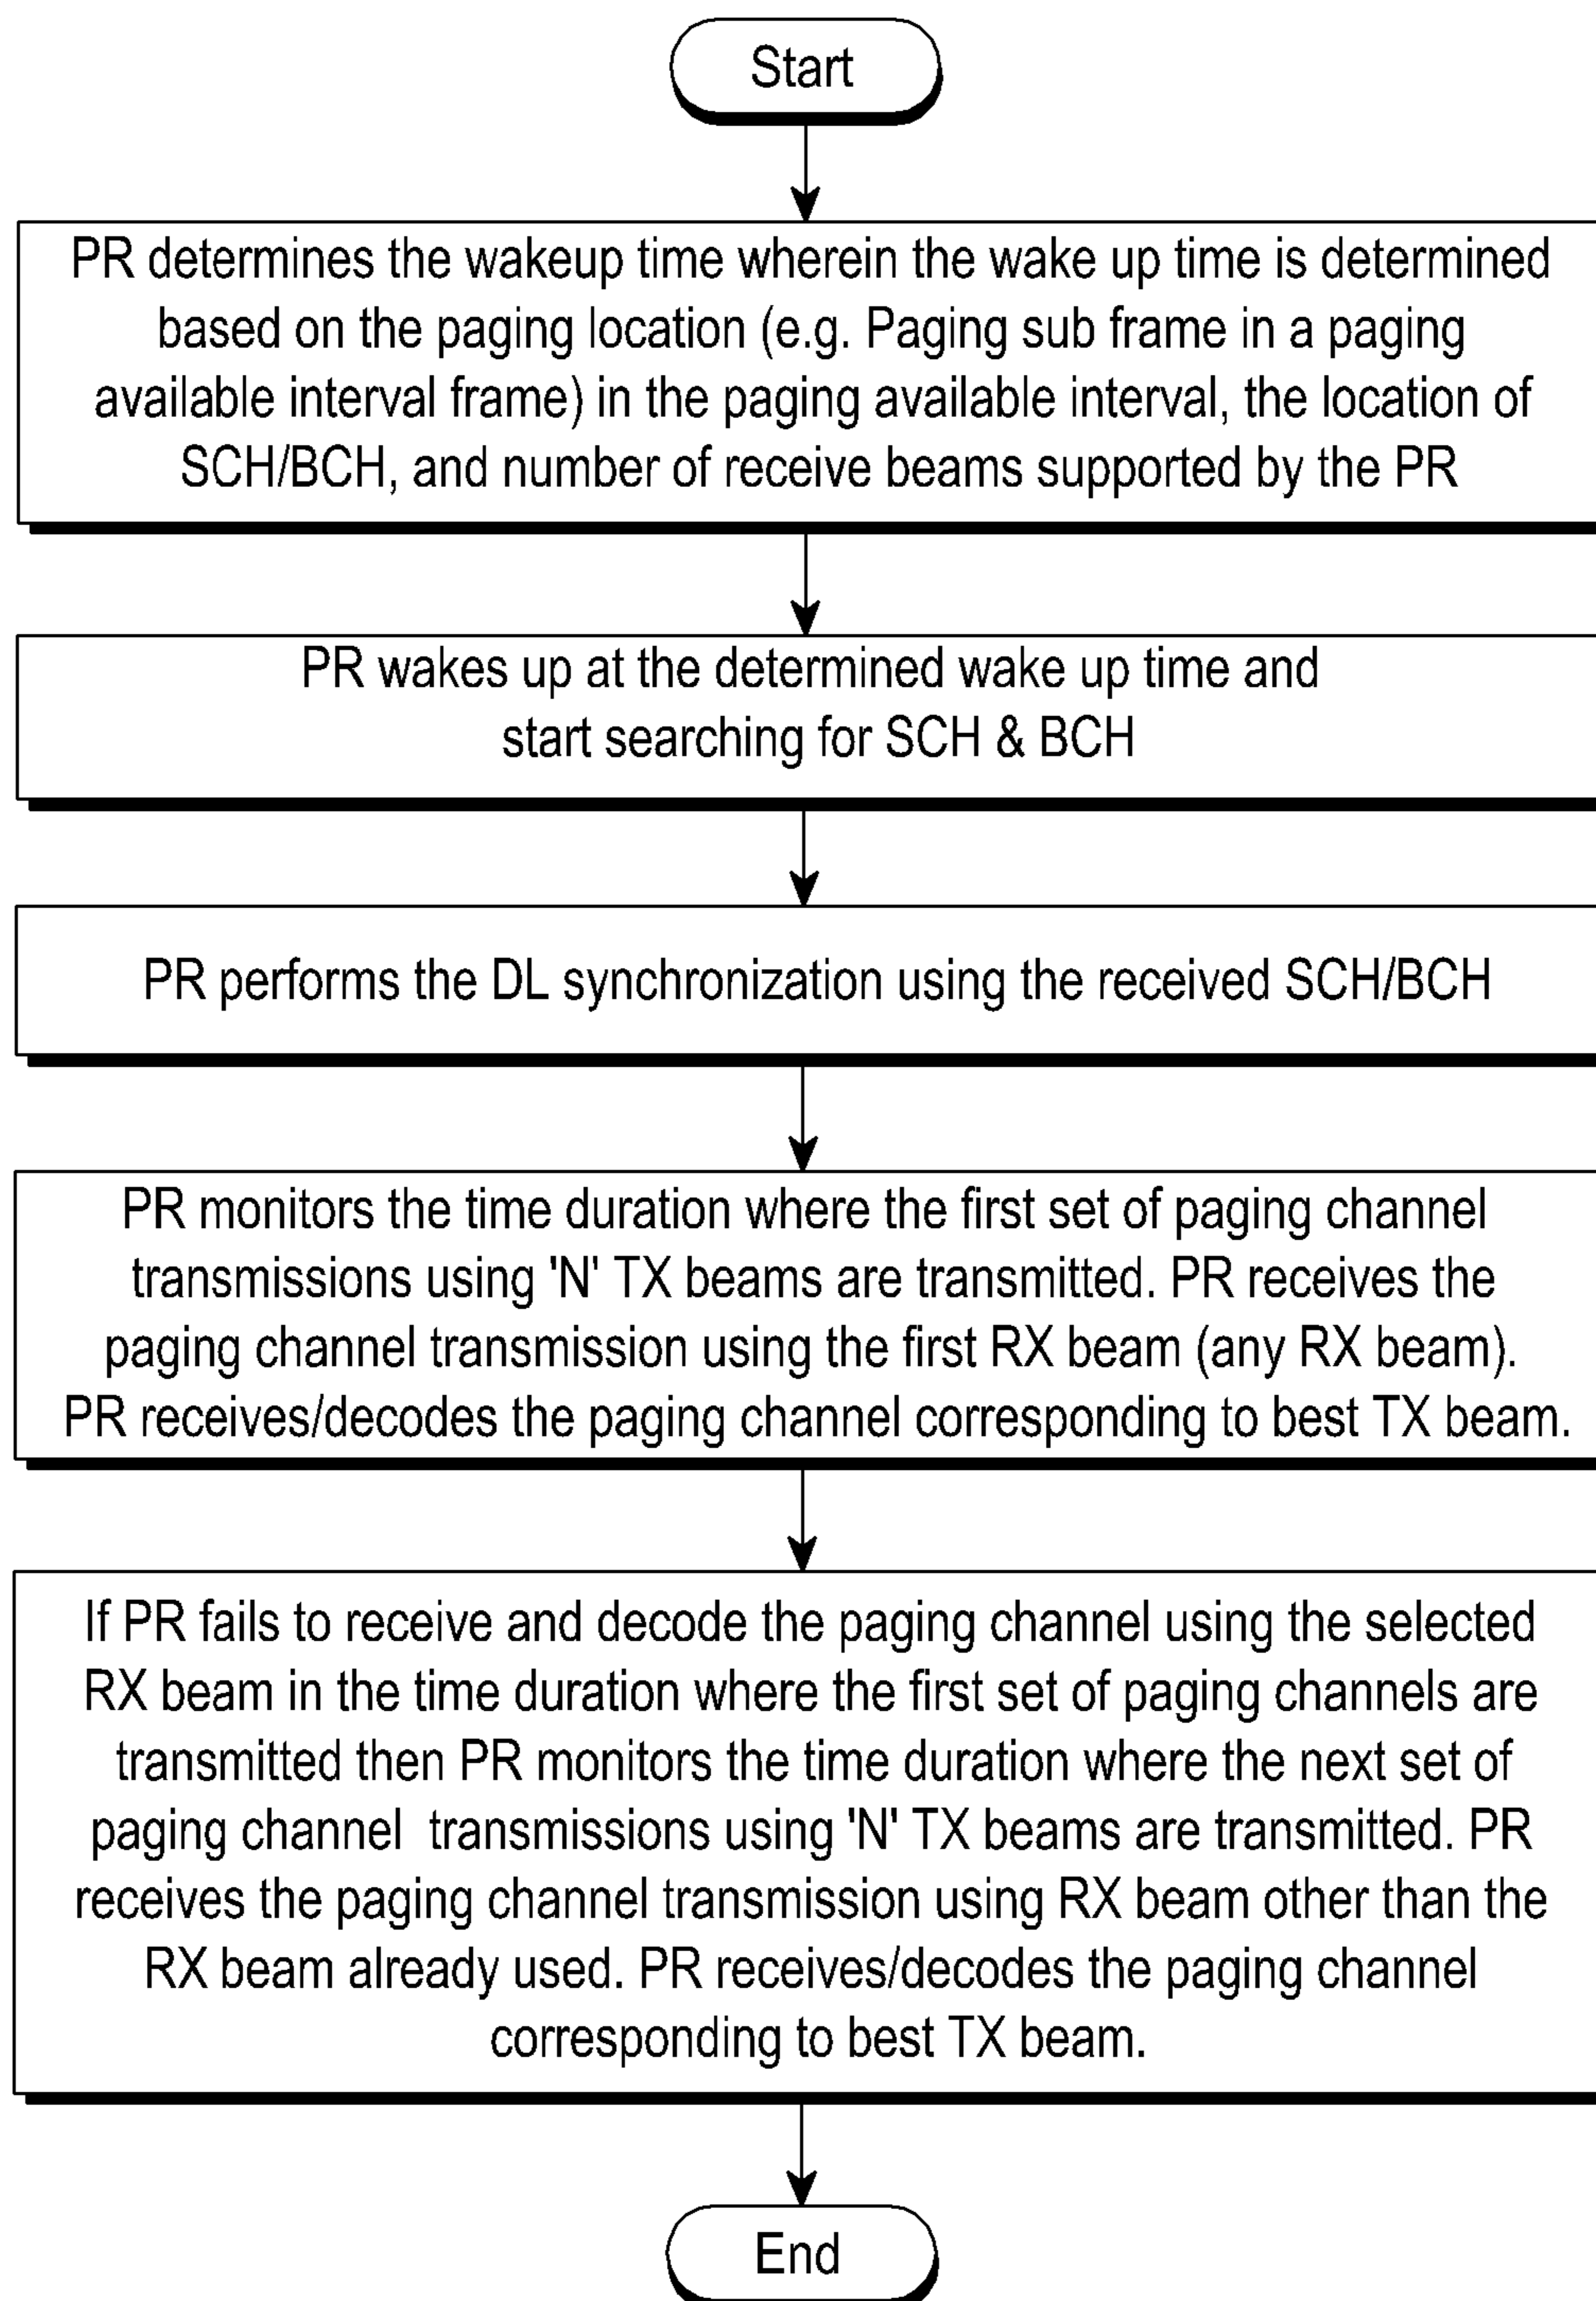 Start
PR determines the wakeup time wherein the wake up time is determined
based on the paging location (e.g. Paging sub frame in a paging
available interval frame) in the paging available interval, the location of
SCH/BCH, and number of receive beams supported by the PR
PR wakes up at the determined wake up time and
start searching for SCH & BCH
PR performs the DL synchronization using the received SCH/BCH
PR monitors the time duration where the first set of paging channel
transmissions using 'N' TX beams are transmitted. PR receives the
paging channel transmission using the first RX beam (any RX beam).
PR receives/decodes the paging channel corresponding to best TX beam.
If PR fails to receive and decode the paging channel using the selected
RX beam in the time duration where the first set of paging channels are
transmitted then PR monitors the time duration where the next set of
paging channel transmissions using 'N' TX beams are transmitted. PR
receives the paging channel transmission using RX beam other than the
RX beam already used. PR receives/decodes the paging channel
corresponding to best TX beam.
End